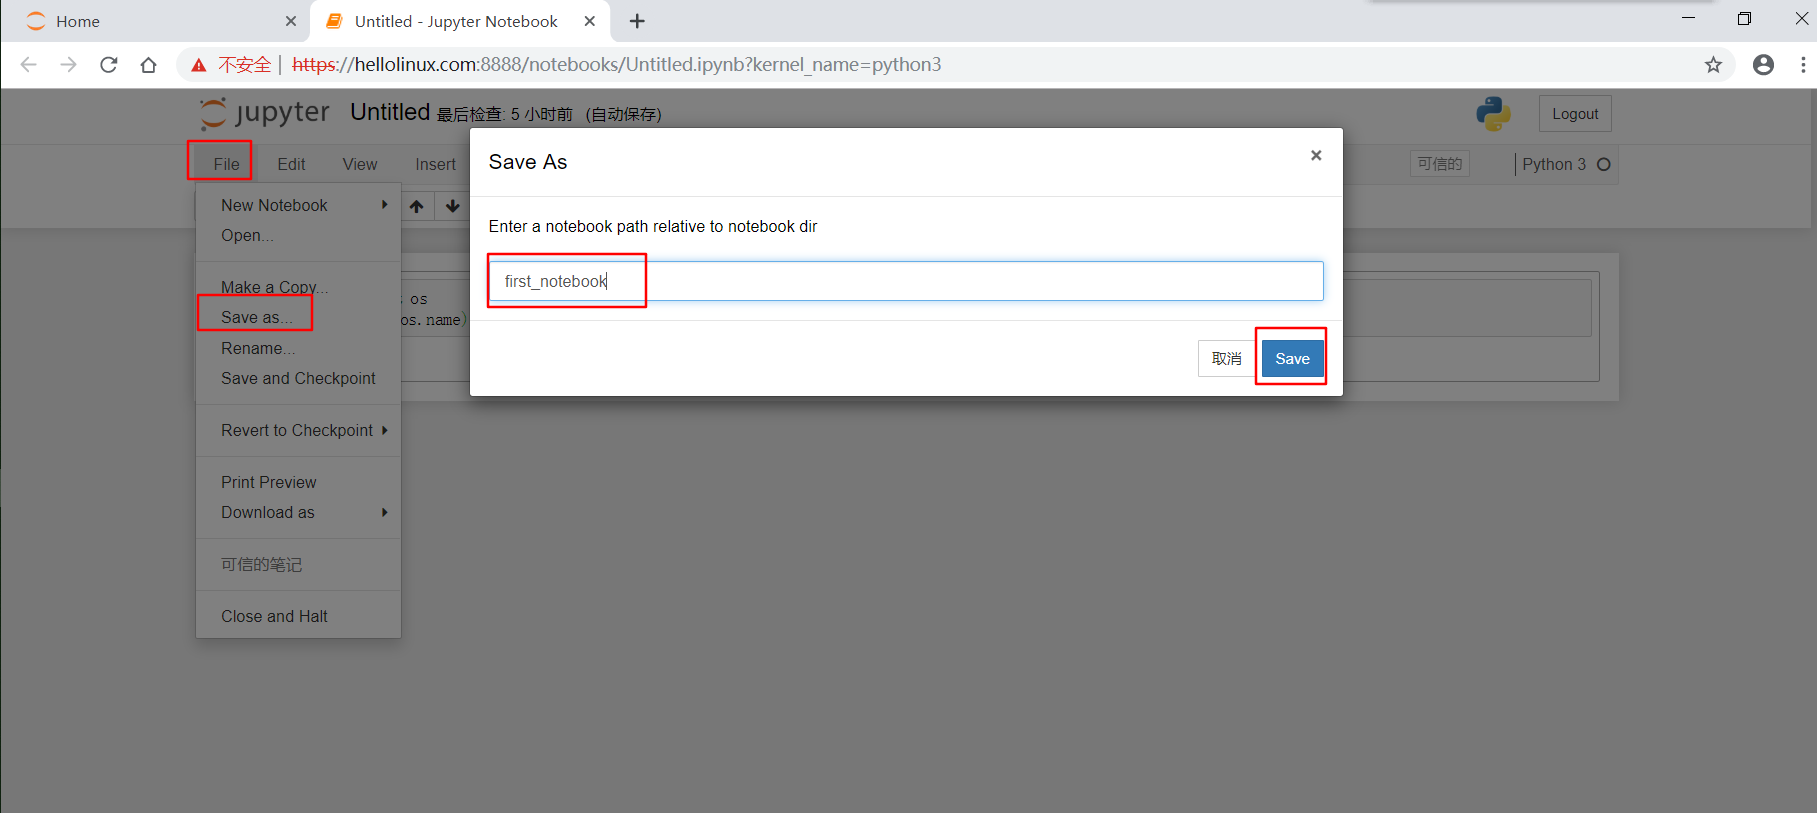 Home
Untitled - Jupyter Notebook
不安全 | https://hellolinux.com:8888/notebooks/Untitled.ipynb?kernel_name=python3
jupyter Untitled 最后检查: 5 小时前 (自动保存)
Logout
File Edit View Insert
可信的
Python 3
Save As
New Notebook
Open...
Enter a notebook path relative to notebook dir
first_notebook
Make a Copy...
os
Save as...
os.name)
Rename...
取消
Save
Save and Checkpoint
Revert to Checkpoint
Print Preview
Download as
可信的笔记
Close and Halt